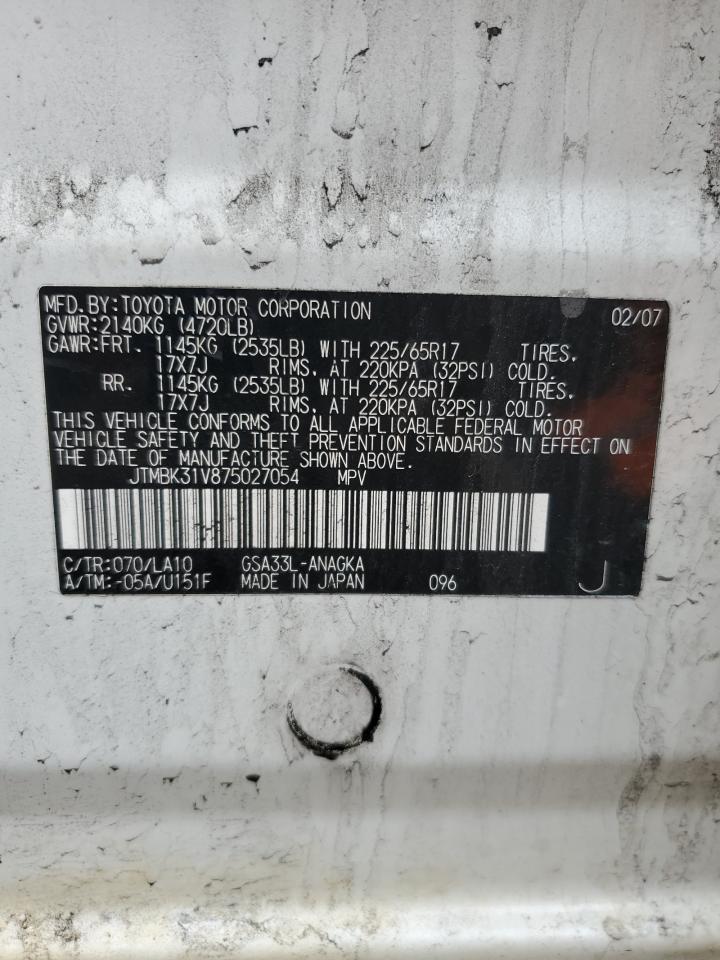 MFD.BY:TOYOTA MOTOR CORPORATION 02/07
GVWR:2140KG (4720LB)
GAWR:FRT. 1145KG (2535LB) WITH 225/65R17 TIRES.
17X7J RIMS. AT 220KPA (32PSI) COLD.
RR. 1145KG (2535LB) WITH 225/65R17 TIRES.
17X7J RIMS. AT 220KPA (32PSI) COLD.
THIS VEHICLE CONFORMS TO ALL APPLICABLE FEDERAL MOTOR
VEHICLE SAFETY AND THEFT PREVENTION STANDARDS IN EFFECT ON
THE DATE OF MANUFACTURE SHOWN ABOVE.
JTMBK31V875027054 MPV
C/TR:070/LA10 GSA33L-ANAGKA
A/TM:-05A/U151F MADE IN JAPAN 096 J